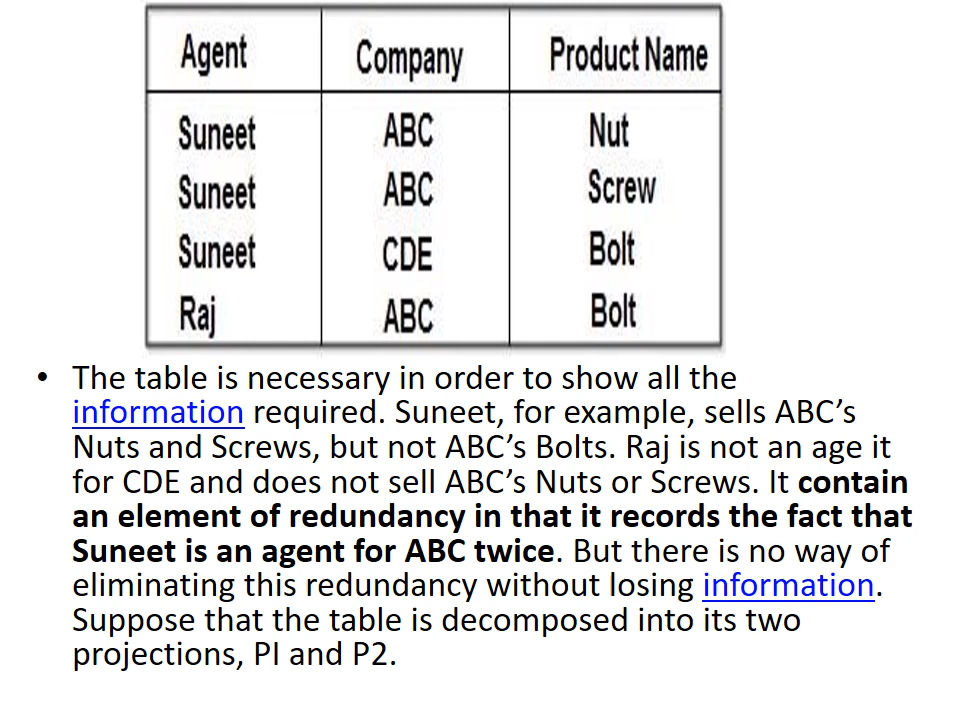 Agent Company Product Name
Suneet ABC Nut
Suneet ABC Screw
Suneet CDE Bolt
Raj ABC Bolt
• The table is necessary in order to show all the
information required. Suneet, for example, sells ABC’s
Nuts and Screws, but not ABC’s Bolts. Raj is not an age it
for CDE and does not sell ABC’s Nuts or Screws. It contain
an element of redundancy in that it records the fact that
Suneet is an agent for ABC twice. But there is no way of
eliminating this redundancy without losing information.
Suppose that the table is decomposed into its two
projections, PI and P2.